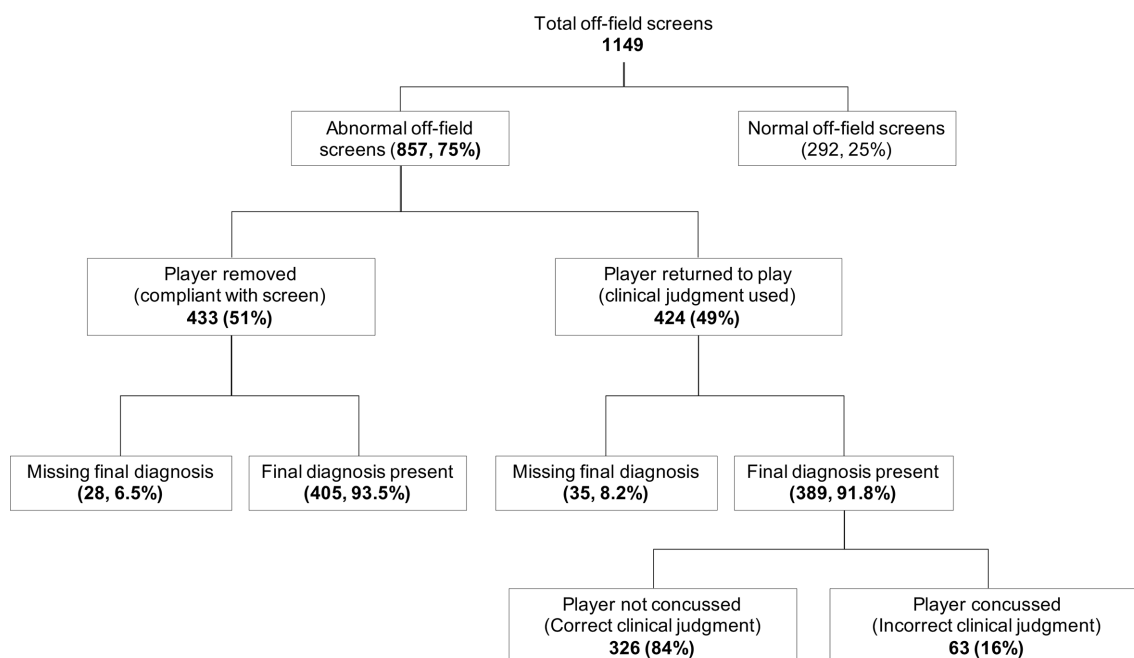 Total off-field screens
1149
Abnormal off-field
screens (857, 75%)
Normal off-field screens
(292, 25%)
Player removed
(compliant with screen)
433 (51%)
Player returned to play
(clinical judgment used)
424 (49%)
Missing final diagnosis
(28, 6.5%)
Final diagnosis present
(405, 93.5%)
Missing final diagnosis
(35, 8.2%)
Final diagnosis present
(389, 91.8%)
Player not concussed
(Correct clinical judgment)
326 (84%)
Player concussed
(Incorrect clinical judgment)
63 (16%)